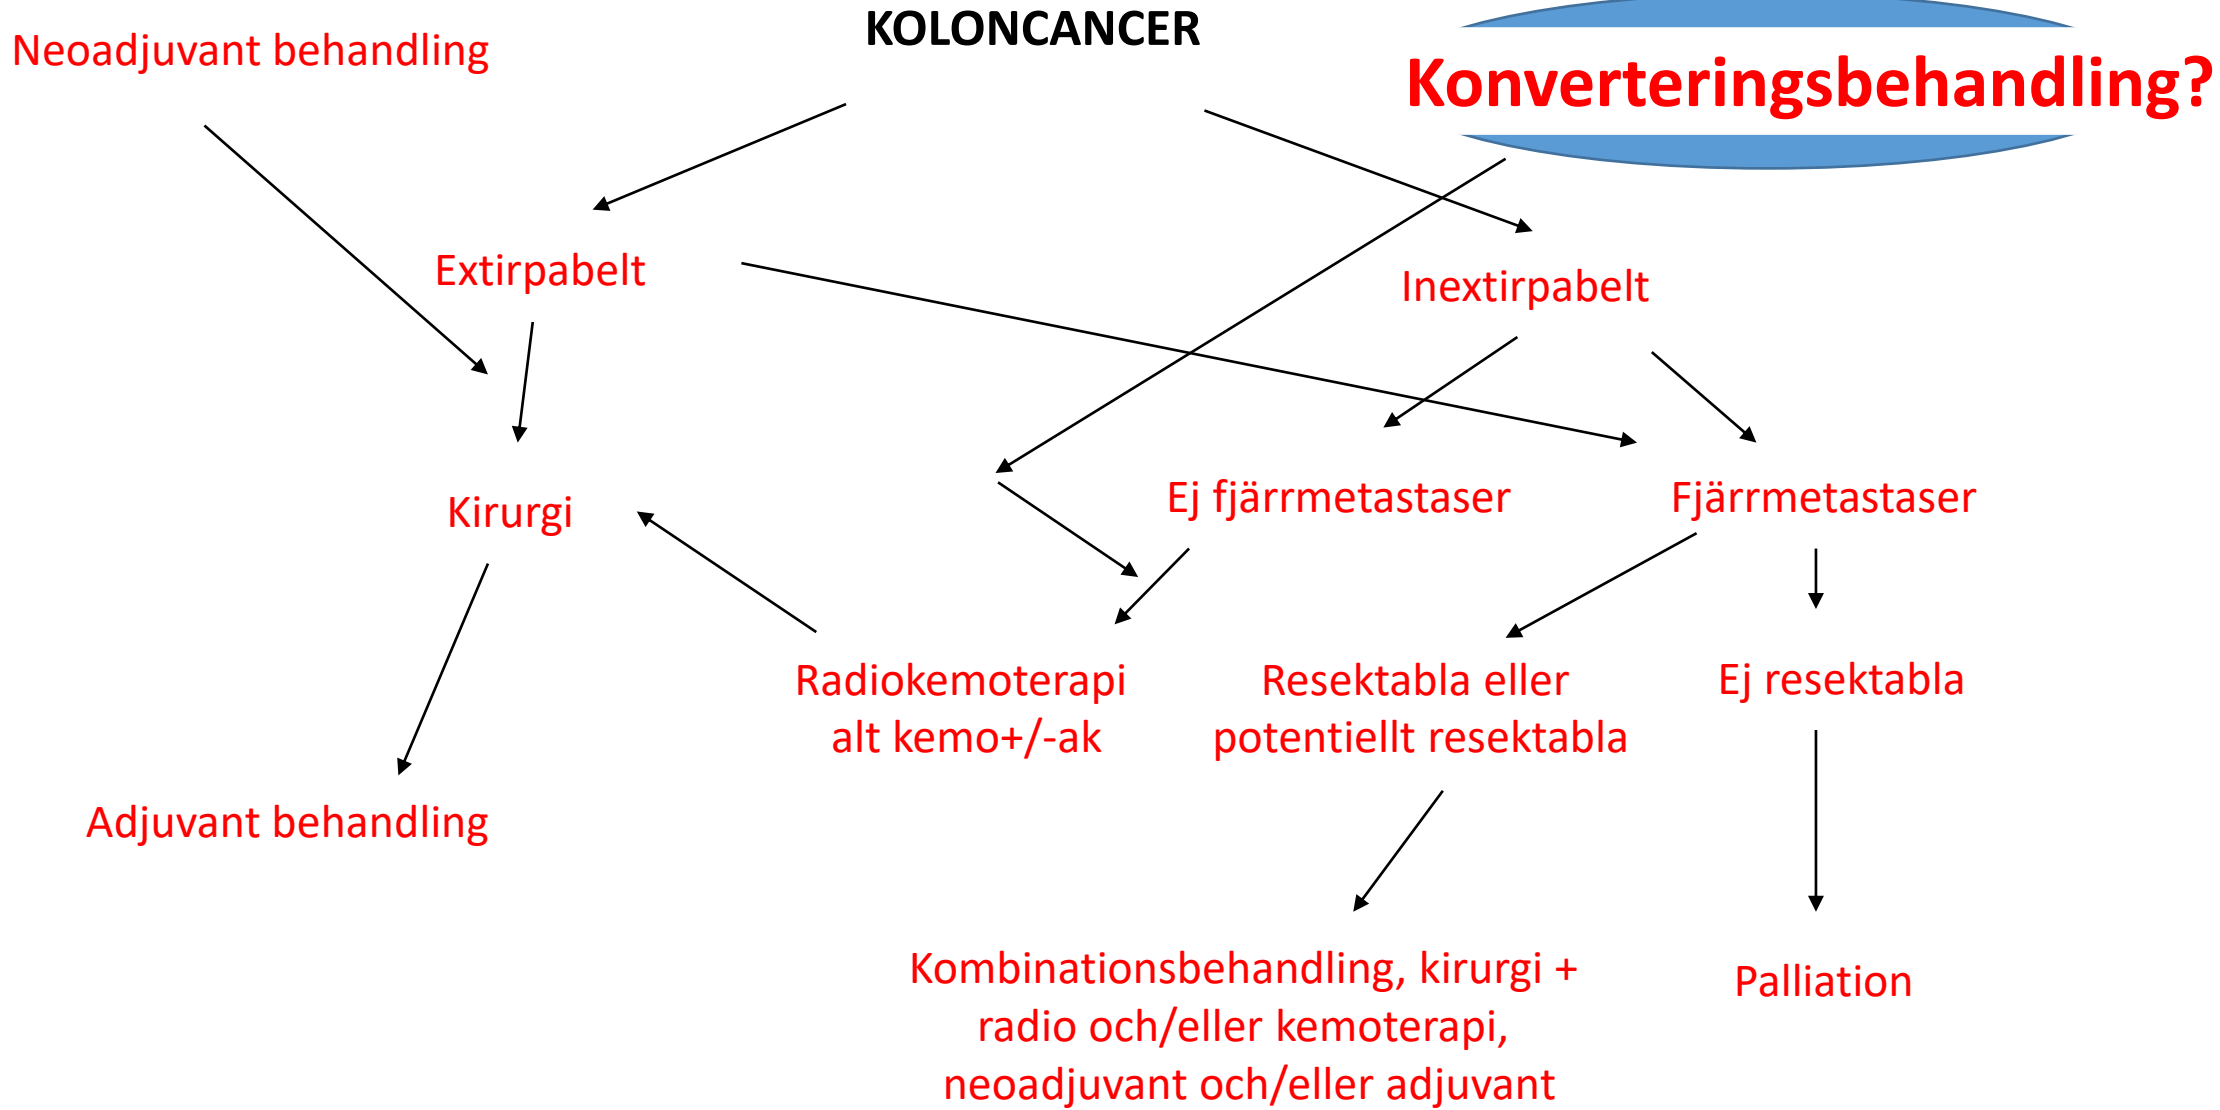 KOLONCANCER
Neoadjuvant behandling
Konverteringsbehandling?
Extirpabelt
Inextirpabelt
Kirurgi
Ej fjärrmetastaser
Fjärrmetastaser
Radiokemoterapi
alt kemo+/-ak
Resektabla eller
potentiellt resektabla
Ej resektabla
Adjuvant behandling
Kombinationsbehandling, kirurgi +
radio och/eller kemoterapi,
neoadjuvant och/eller adjuvant
Palliation